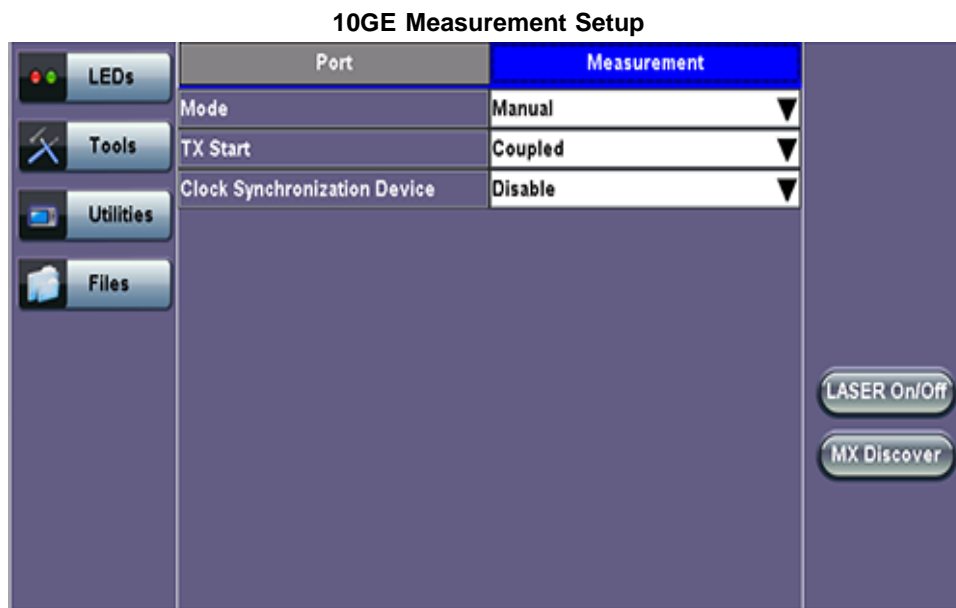 10GE Measurement Setup
LEDs
Tools
Utilities
Files
Port Measurement
Mode Manual
TX Start Coupled
Clock Synchronization Device Disable
LASER On/Off
MX Discover